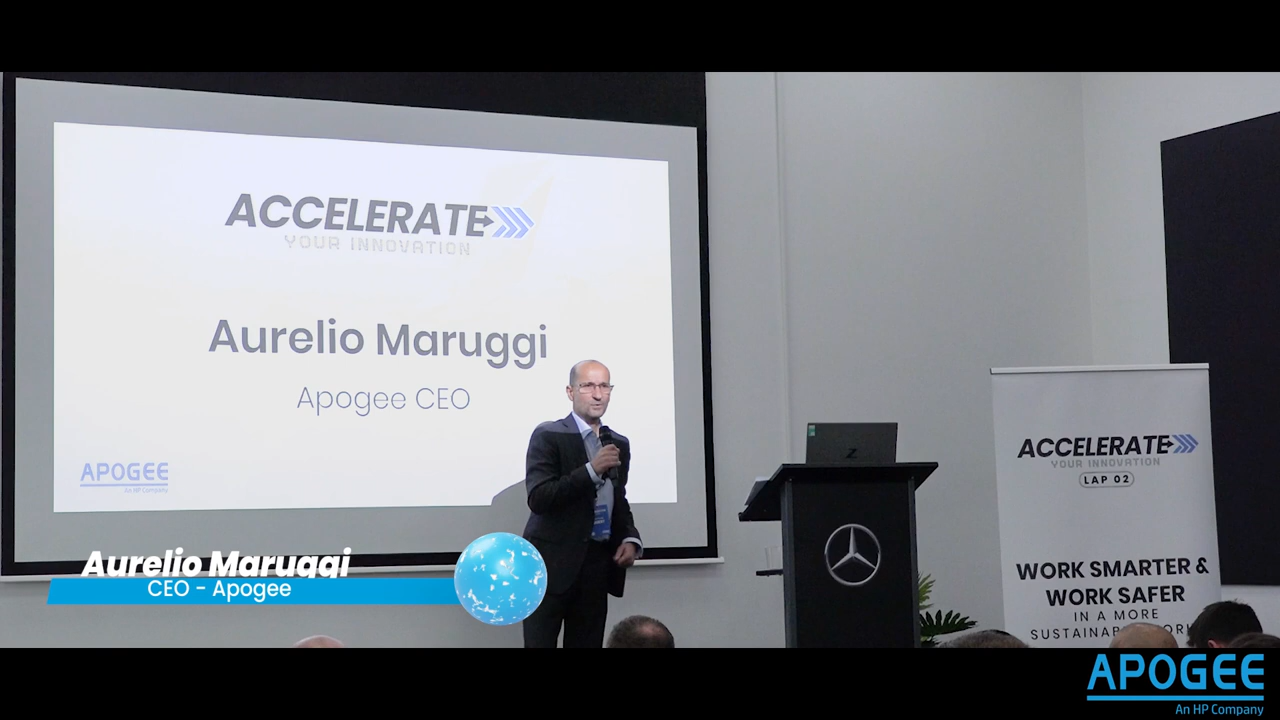 ACCELERATE
YOUR INNOVATION
Aurelio Maruggi
Apogee CEO
APOGEE
An HP Company
Aurelio Maruggi
CEO - Apogee
ACCELERATE
YOUR INNOVATION
LAP 02
WORK SMARTER &
WORK SAFER
IN A MORE
APOGEE
An HP Company